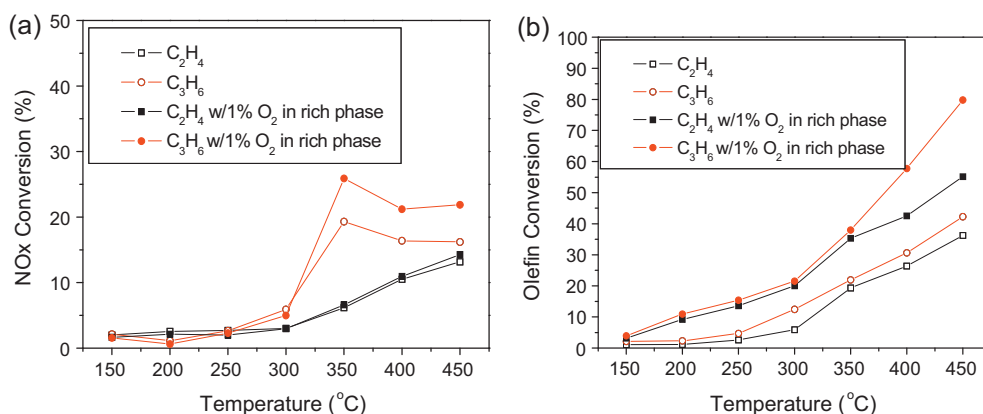 (a)
50
40
30
20
10
0
NOx Conversion (%)
C₂H₄
C₃H₆
C₂H₄ w/1% O₂ in rich phase
C₃H₆ w/1% O₂ in rich phase
150 200 250 300 350 400 450
Temperature (°C)
(b)
100
90
80
70
60
50
40
30
20
10
0
Olefin Conversion (%)
C₂H₄
C₃H₆
C₂H₄ w/1% O₂ in rich phase
C₃H₆ w/1% O₂ in rich phase
150 200 250 300 350 400 450
Temperature (°C)